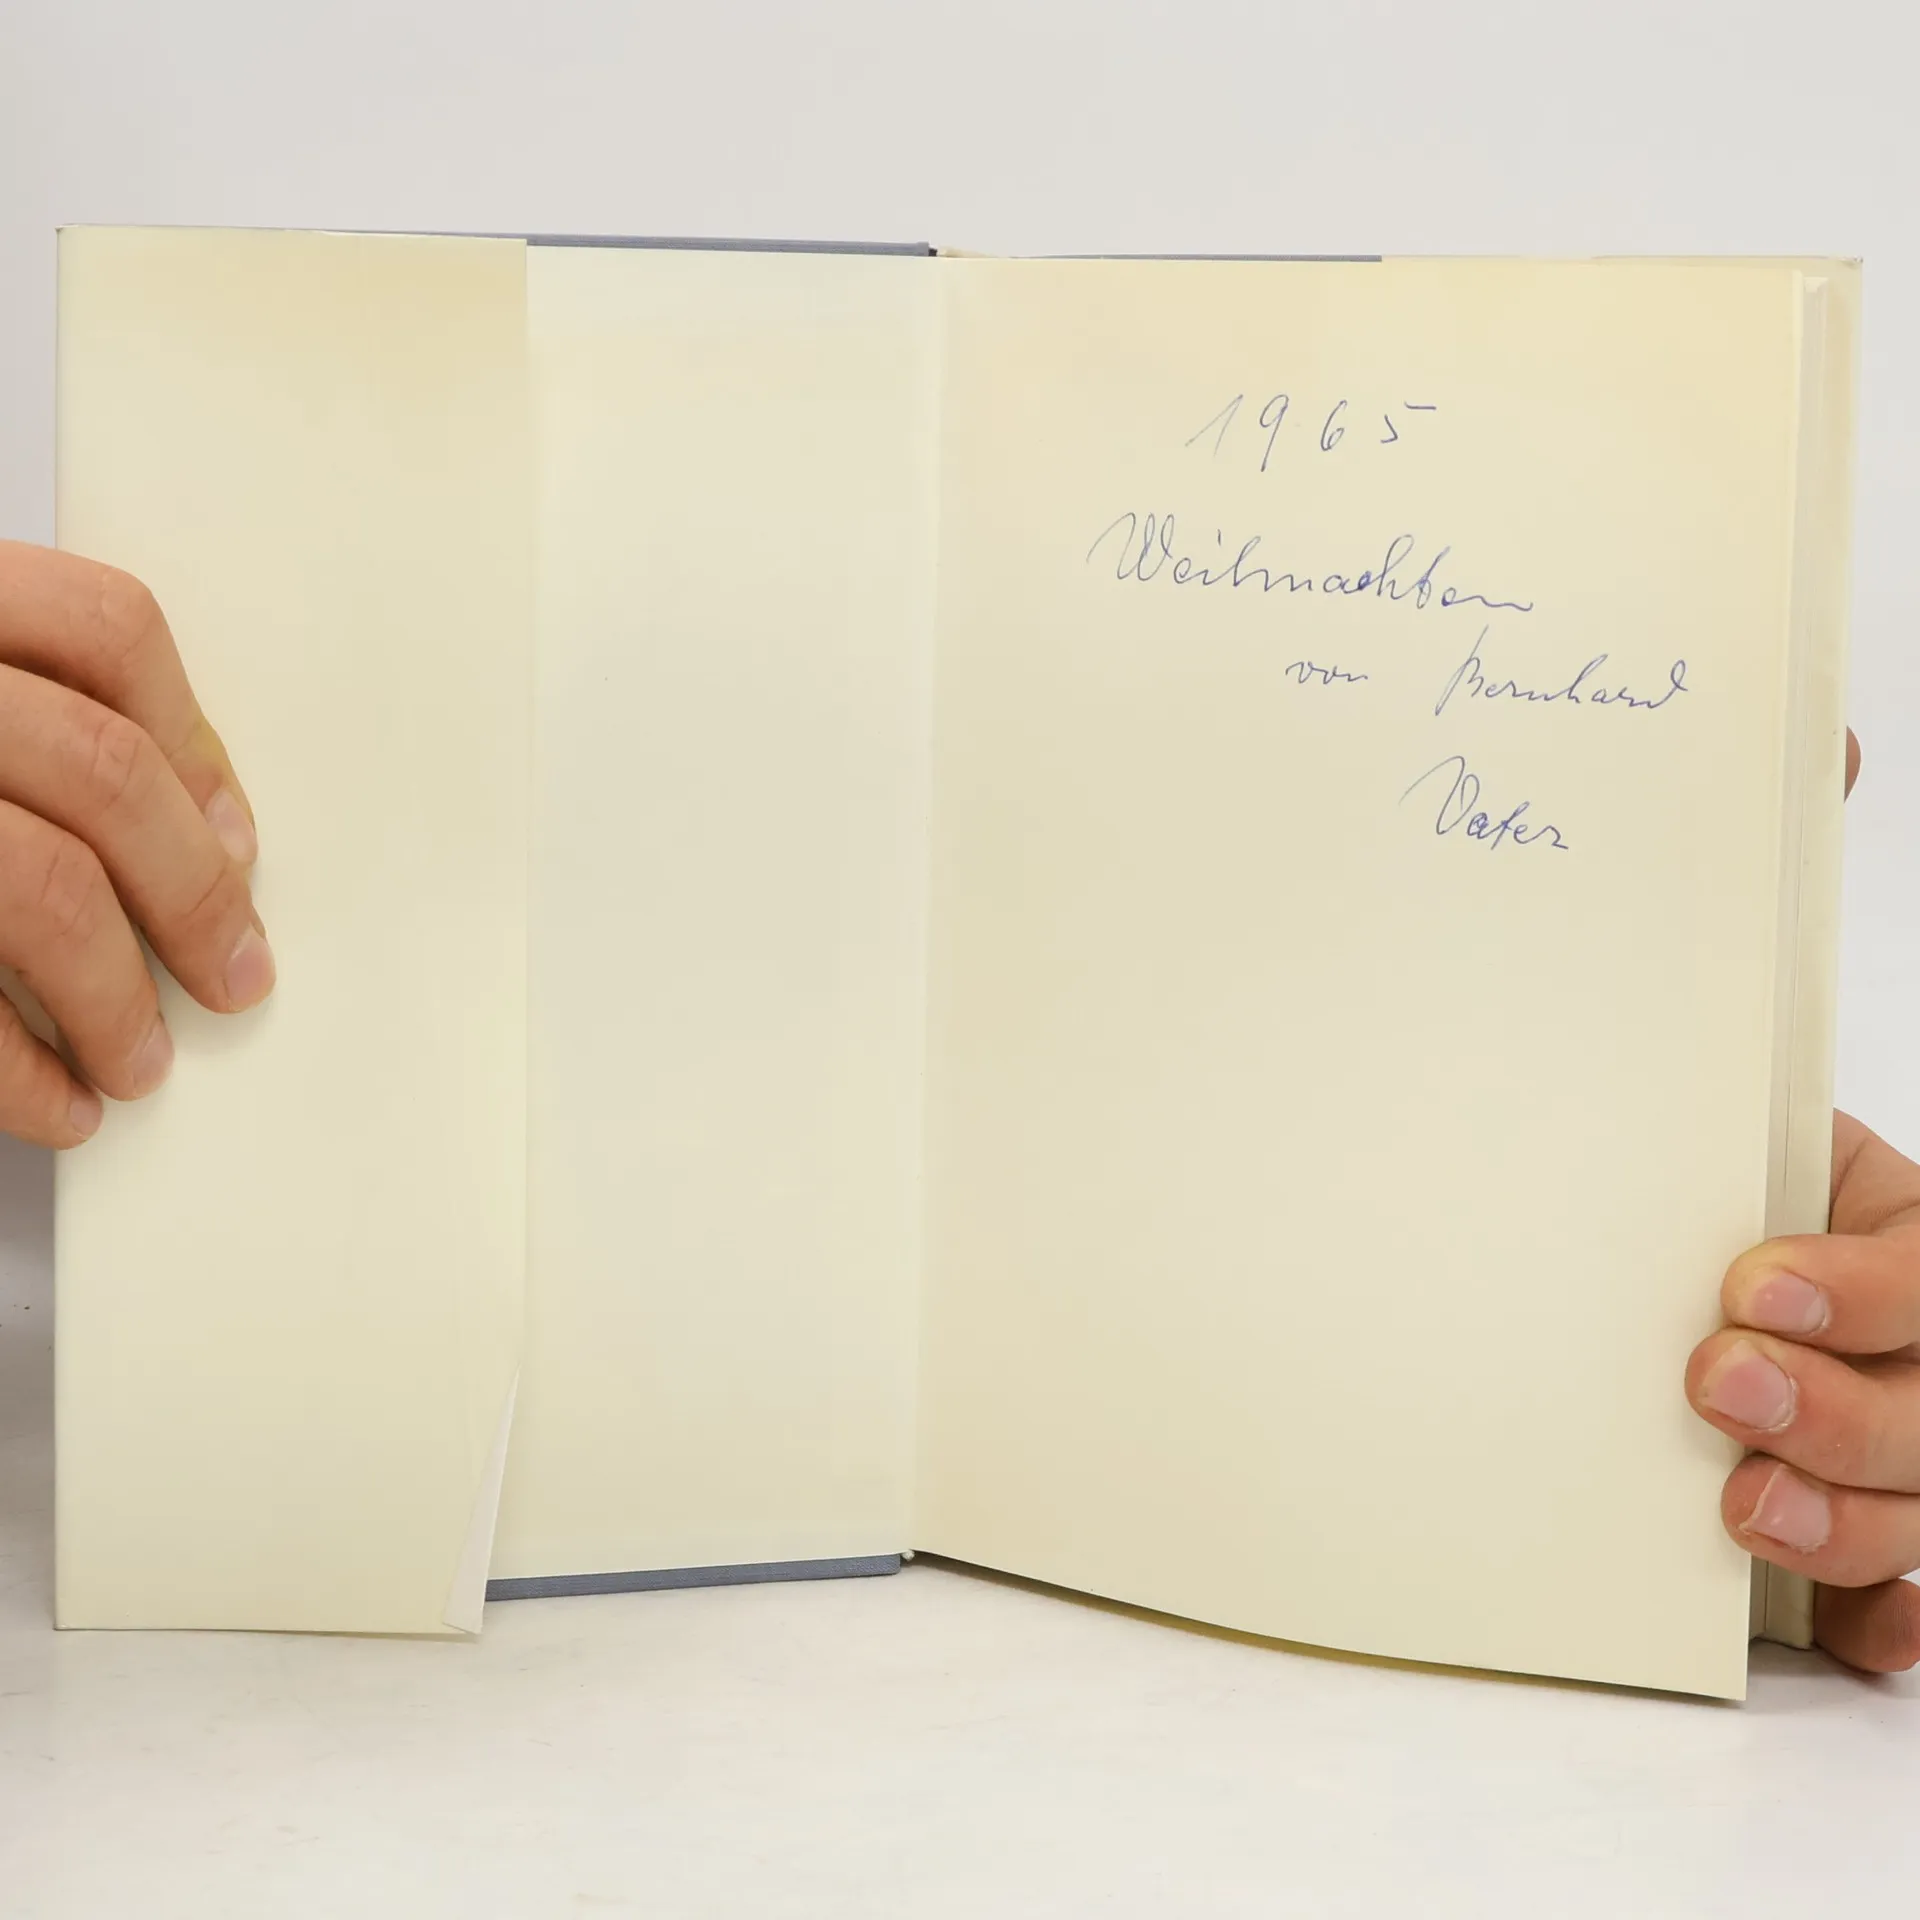 1965
Weihnachten
von Bernhard
Vater